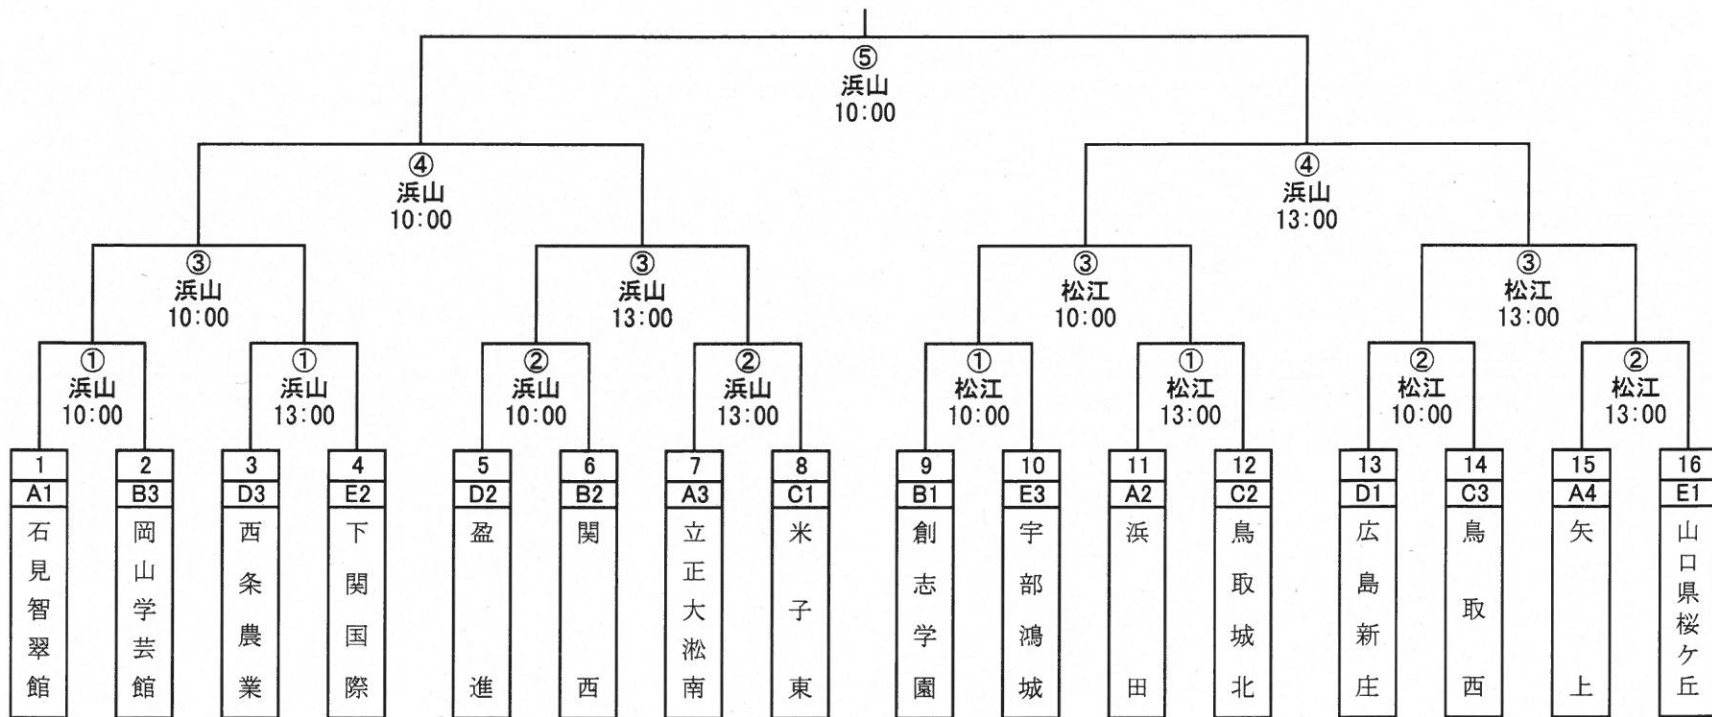 ⑤
浜山
10:00
④
浜山
10:00
④
浜山
13:00
③
浜山
10:00
③
浜山
13:00
③
松江
10:00
③
松江
13:00
①
浜山
10:00
①
浜山
13:00
②
浜山
10:00
②
浜山
13:00
①
松江
10:00
①
松江
13:00
②
松江
10:00
②
松江
13:00
1
A1
石見智翠館
2
B3
岡山学芸館
3
D3
西条農業
4
E2
下関国際
5
D2
盈進
6
B2
関西
7
A3
立正大淞南
8
C1
米子東
9
B1
創志学園
10
E3
宇部鴻城
11
A2
浜田
12
C2
鳥取城北
13
D1
広島新庄
14
C3
鳥取西
15
A4
矢上
16
E1
山口県桜ケ丘